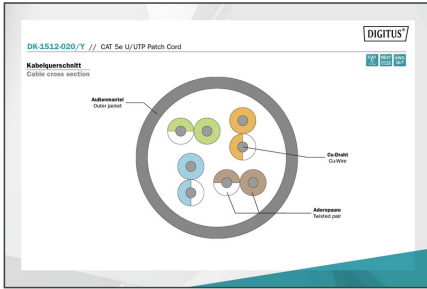 DIGITUS®
DK-1512-020/Y // CAT 5e U/UTP Patch Cord
Kabelquerschnitt
Cable cross section
Außenmantel
Outer jacket
Cu-Draht
Cu-Wire
Aderspaare
Twisted pair